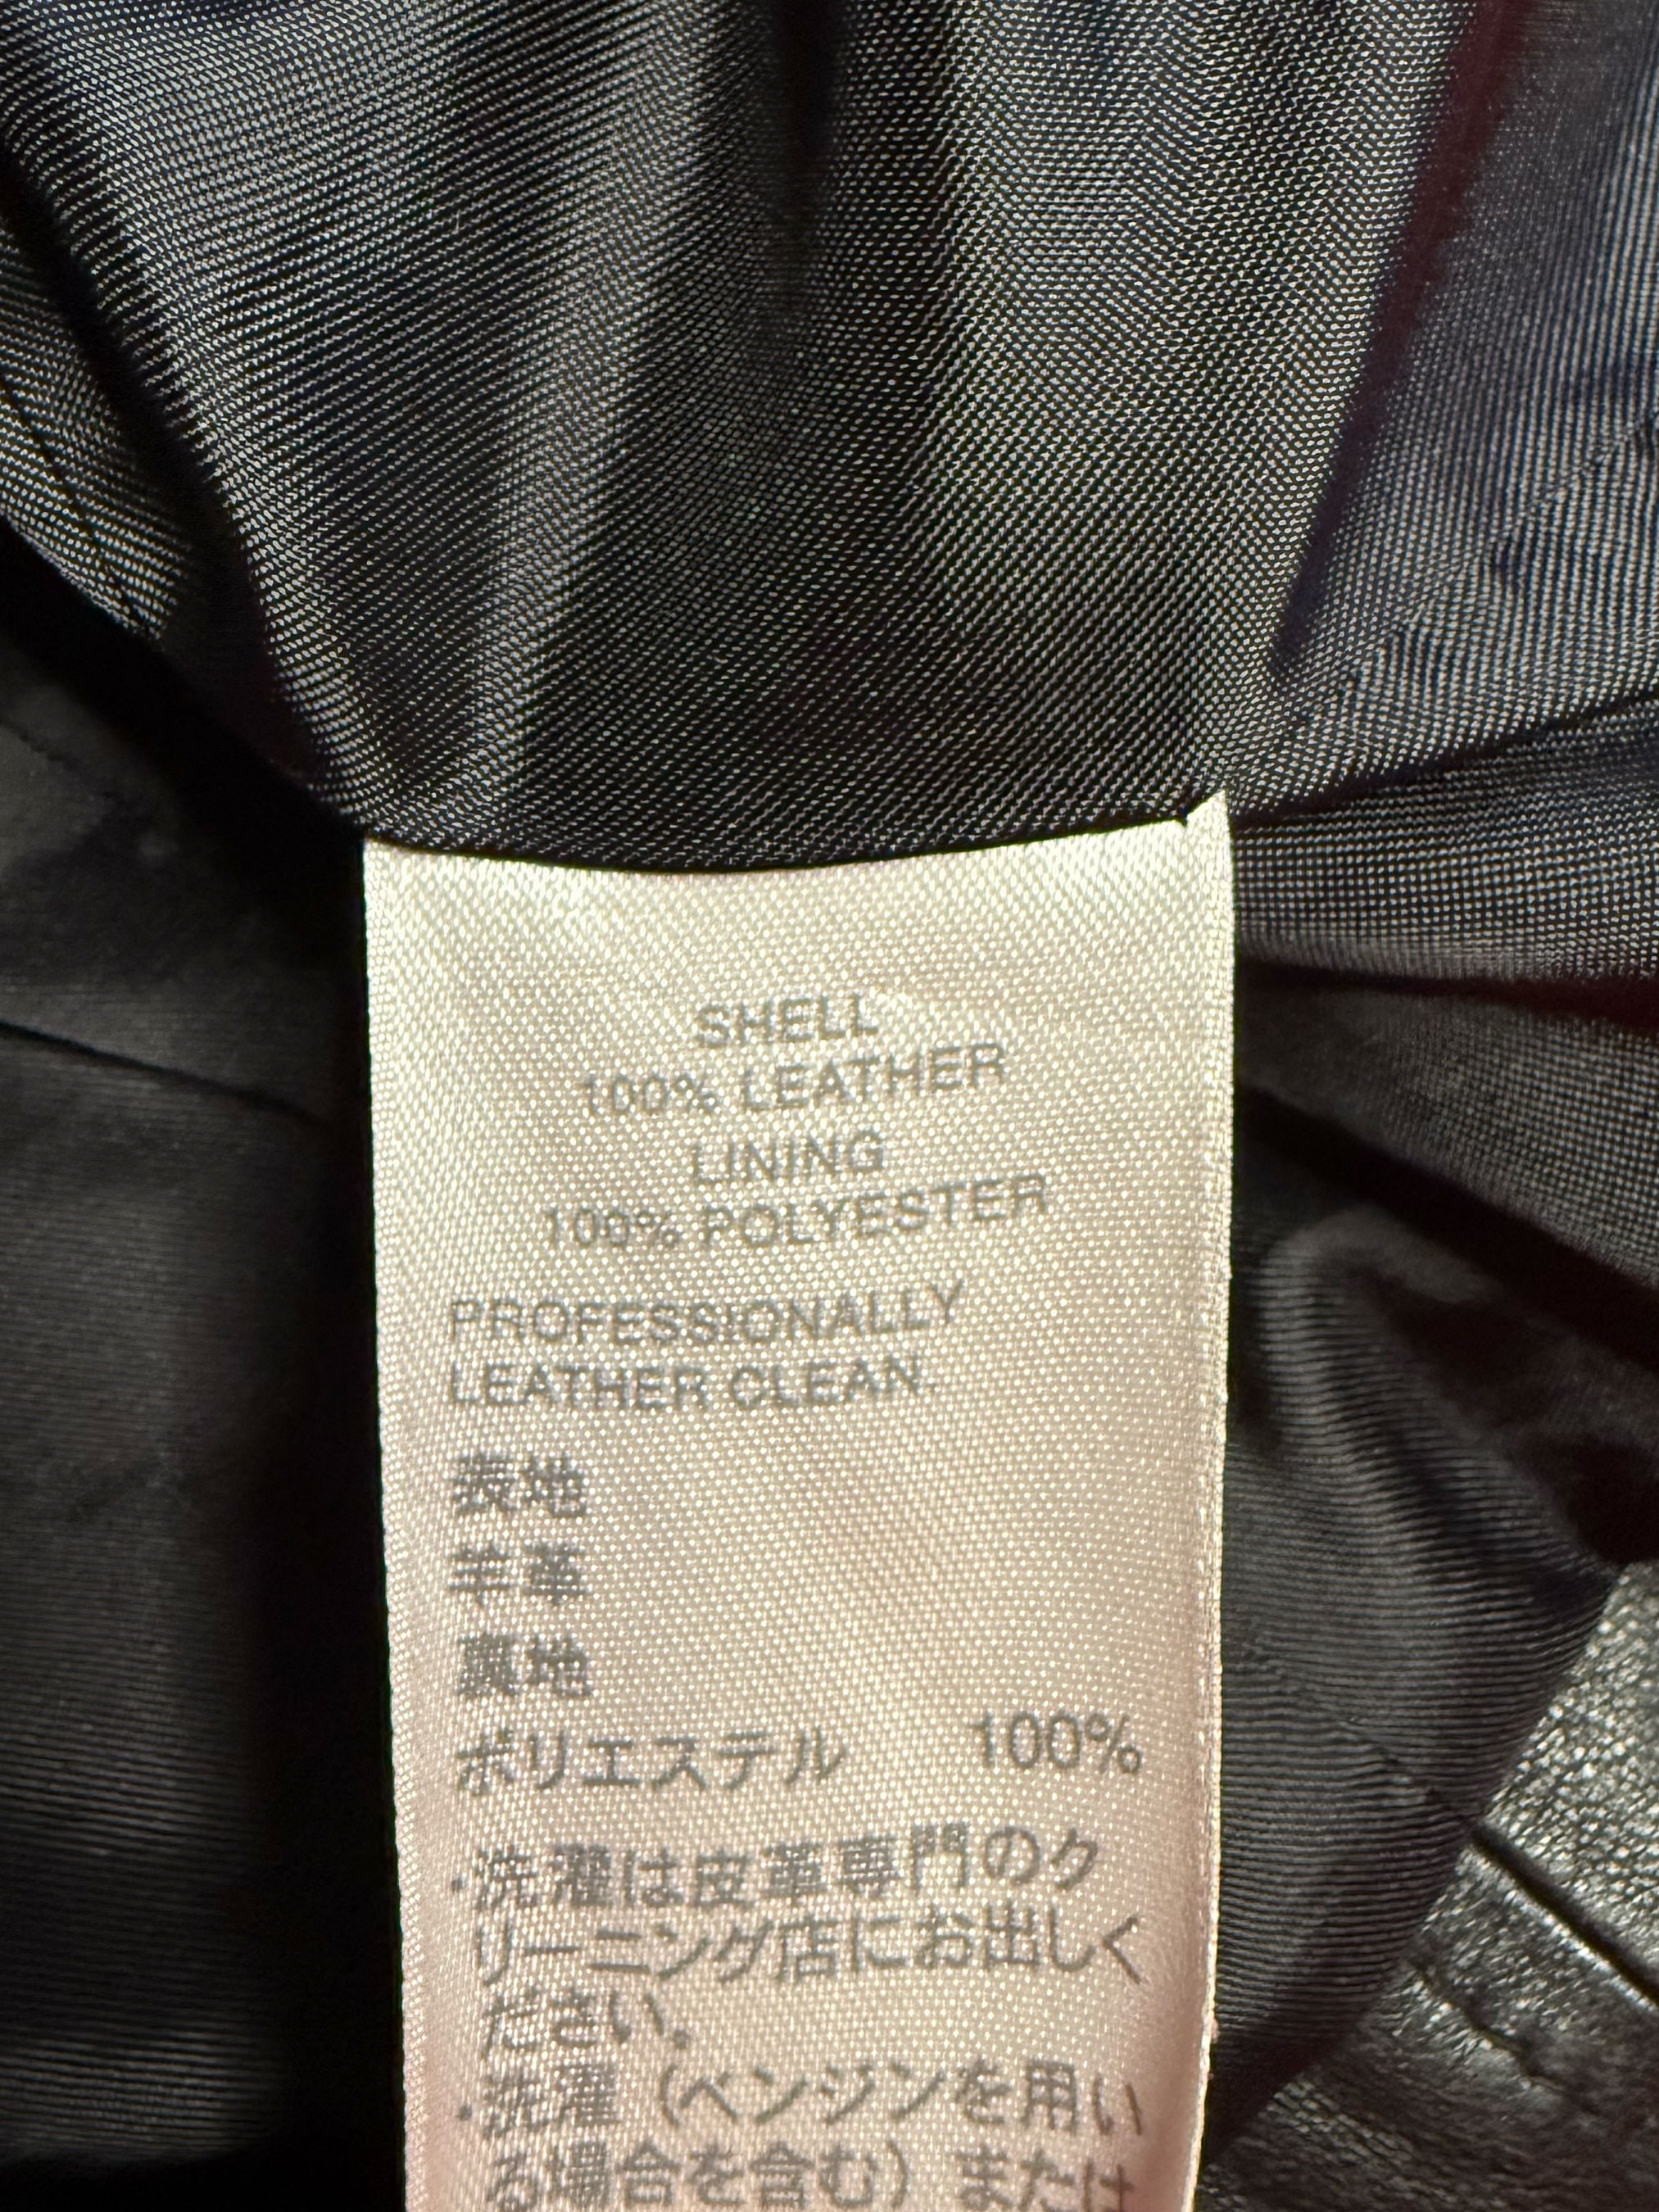 SHELL
100% LEATHER
LINING
100% POLYESTER
PROFESSIONALLY
LEATHER CLEAN.
表地
羊革
裏地
ポリエステル 100%
・洗濯は皮革専門のク
リーニング店にお出しく
ださい。
・洗濯（ベンジンを用い
る場合を含む）または